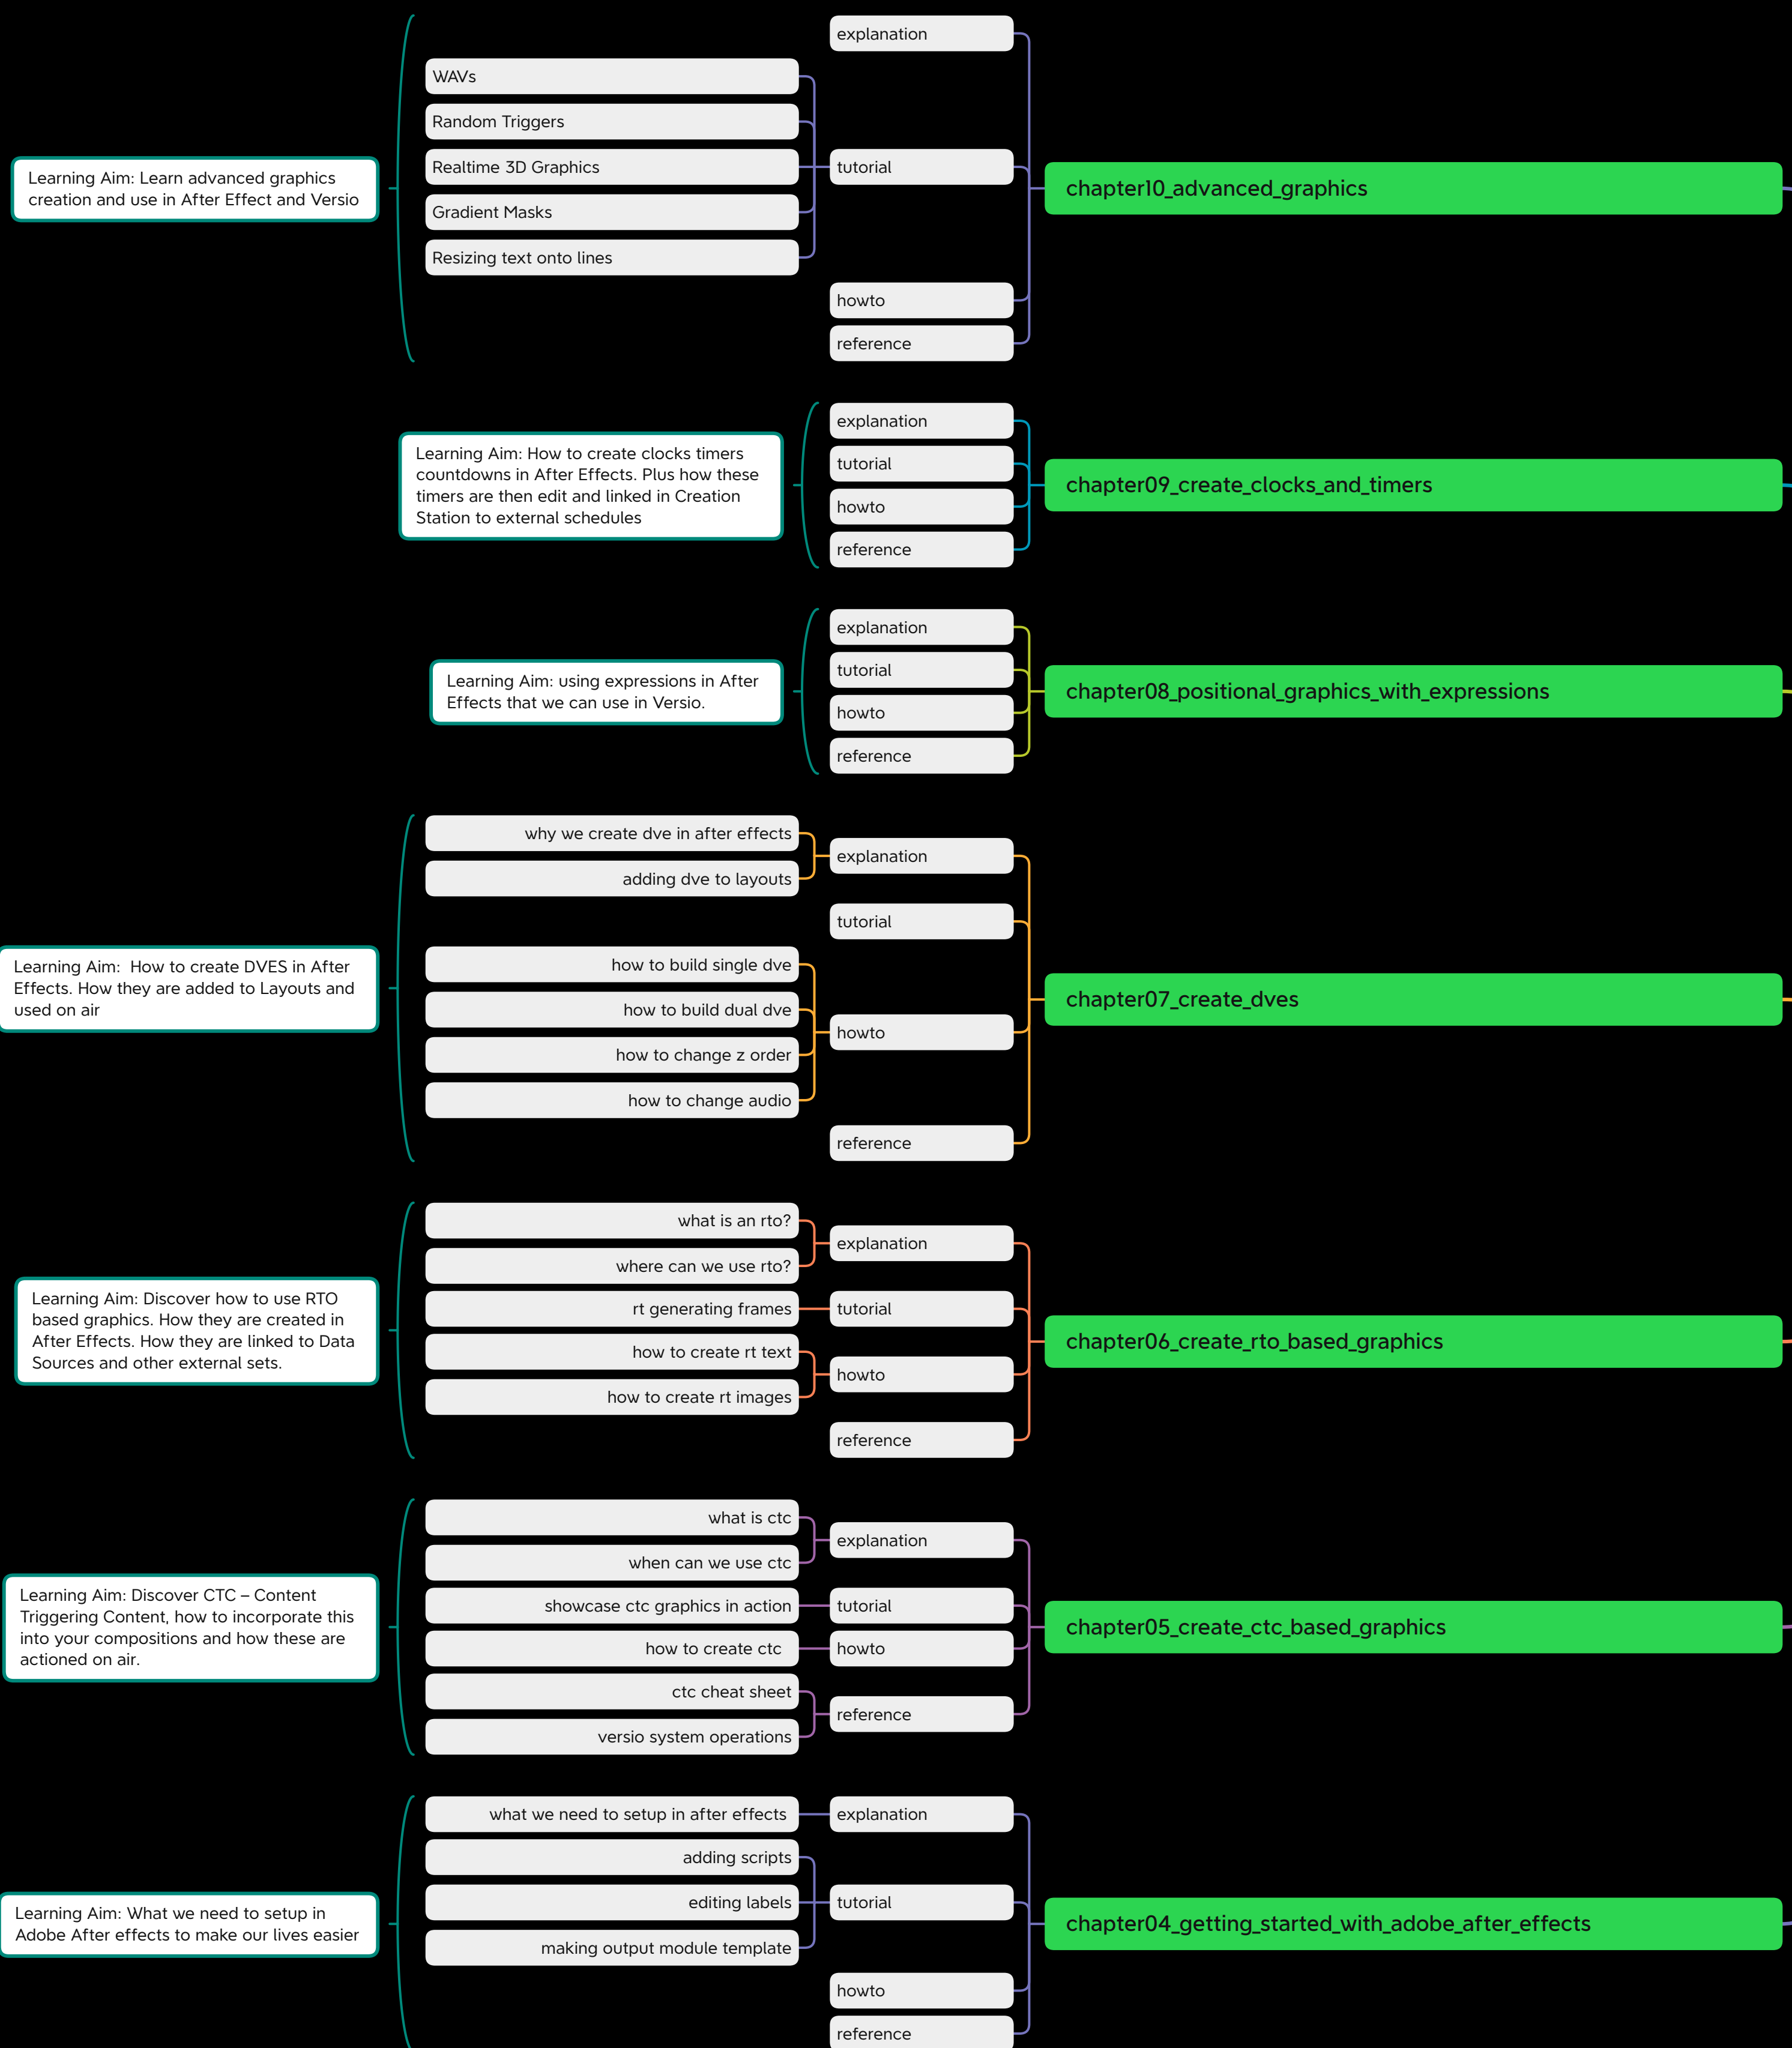 explanation
WAVs
Random Triggers
Realtime 3D Graphics
Gradient Masks
Resizing text onto lines
tutorial
howto
reference
Learning Aim: Learn advanced graphics
creation and use in After Effect and Versio
chapter10_advanced_graphics
explanation
tutorial
howto
reference
Learning Aim: How to create clocks timers
countdowns in After Effects. Plus how these
timers are then edit and linked in Creation
Station to external schedules
chapter09_create_clocks_and_timers
explanation
tutorial
howto
reference
Learning Aim: using expressions in After
Effects that we can use in Versio.
chapter08_positional_graphics_with_expressions
why we create dve in after effects
adding dve to layouts
explanation
tutorial
how to build single dve
how to build dual dve
how to change z order
how to change audio
howto
reference
Learning Aim:  How to create DVES in After
Effects. How they are added to Layouts and
used on air
chapter07_create_dves
what is an rto?
where can we use rto?
explanation
rt generating frames
tutorial
how to create rt text
how to create rt images
howto
reference
Learning Aim: Discover how to use RTO
based graphics. How they are created in
After Effects. How they are linked to Data
Sources and other external sets.
chapter06_create_rto_based_graphics
what is ctc
when can we use ctc
explanation
showcase ctc graphics in action
tutorial
how to create ctc
howto
ctc cheat sheet
versio system operations
reference
Learning Aim: Discover CTC – Content
Triggering Content, how to incorporate this
into your compositions and how these are
actioned on air.
chapter05_create_ctc_based_graphics
what we need to setup in after effects
explanation
adding scripts
editing labels
making output module template
tutorial
howto
reference
Learning Aim: What we need to setup in
Adobe After effects to make our lives easier
chapter04_getting_started_with_adobe_after_effects